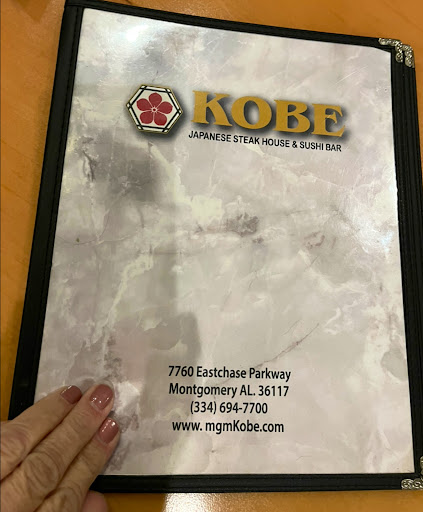 KOBE
JAPANESE STEAK HOUSE & SUSHI BAR
7760 Eastchase Parkway
Montgomery AL. 36117
(334) 694-7700
www. mgmKobe.com